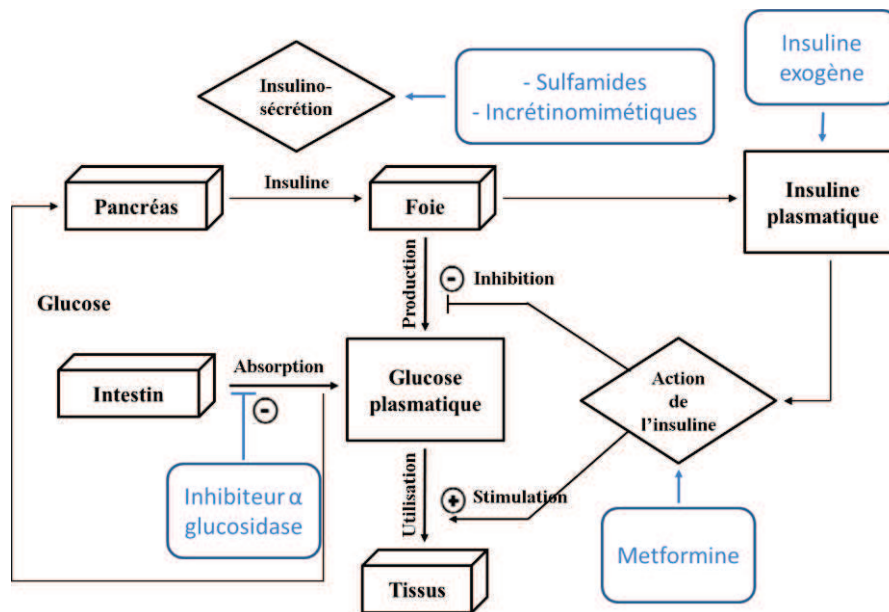 Insuline
exogène
Insulino-
sécrétion
- Sulfamides
- Incrétinomimétiques
Insuline
Pancréas
Foie
Insuline
plasmatique
Production
-
Inhibition
Glucose
Absorption
Intestin
-
Glucose
plasmatique
Action
de
l’insuline
Inhibiteur α
glucosidase
Utilisation
+
Stimulation
Metformine
Tissus